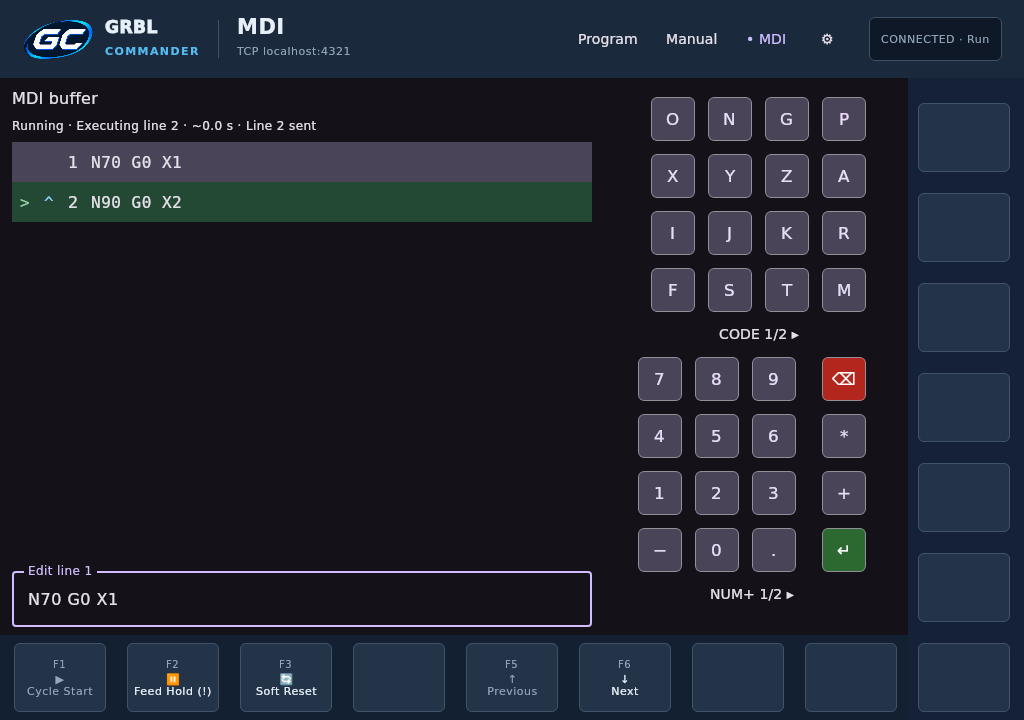 GC
GRBL
COMMANDER
MDI
TCP localhost:4321
Program
Manual
• MDI
⚙
CONNECTED · Run
MDI buffer
Running · Executing line 2 · ~0.0 s · Line 2 sent
1 N70 G0 X1
> ^ 2 N90 G0 X2
Edit line 1
N70 G0 X1
O N G P
X Y Z A
I J K R
F S T M
CODE 1/2 ▸
7 8 9 ⌫
4 5 6 *
1 2 3 +
− 0 . ↵
NUM+ 1/2 ▸
F1
▶
Cycle Start
F2
⏸
Feed Hold (!)
F3
🔄
Soft Reset
F5
↑
Previous
F6
↓
Next